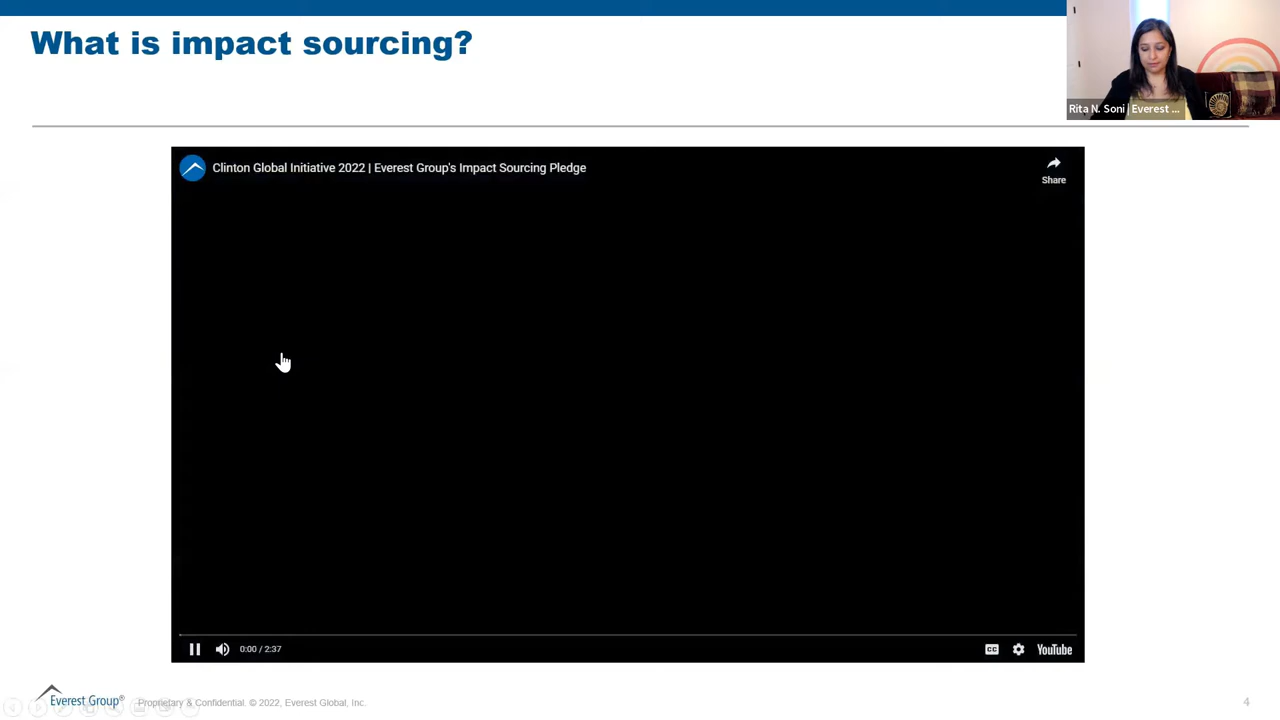 What is impact sourcing?
Rita N. Soni | Everest ...
Clinton Global Initiative 2022 | Everest Group's Impact Sourcing Pledge
Share
0:00 / 2:37
CC
YouTube
Everest Group®
Proprietary & Confidential. © 2022, Everest Global, Inc.
4